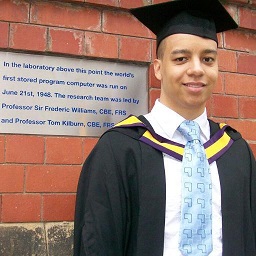 In the laboratory above this point the world's
first stored program computer was run on
June 21st, 1948. The research team was led by
Professor Sir Frederic Williams, CBE, FRS
and Professor Tom Kilburn, CBE, FRS